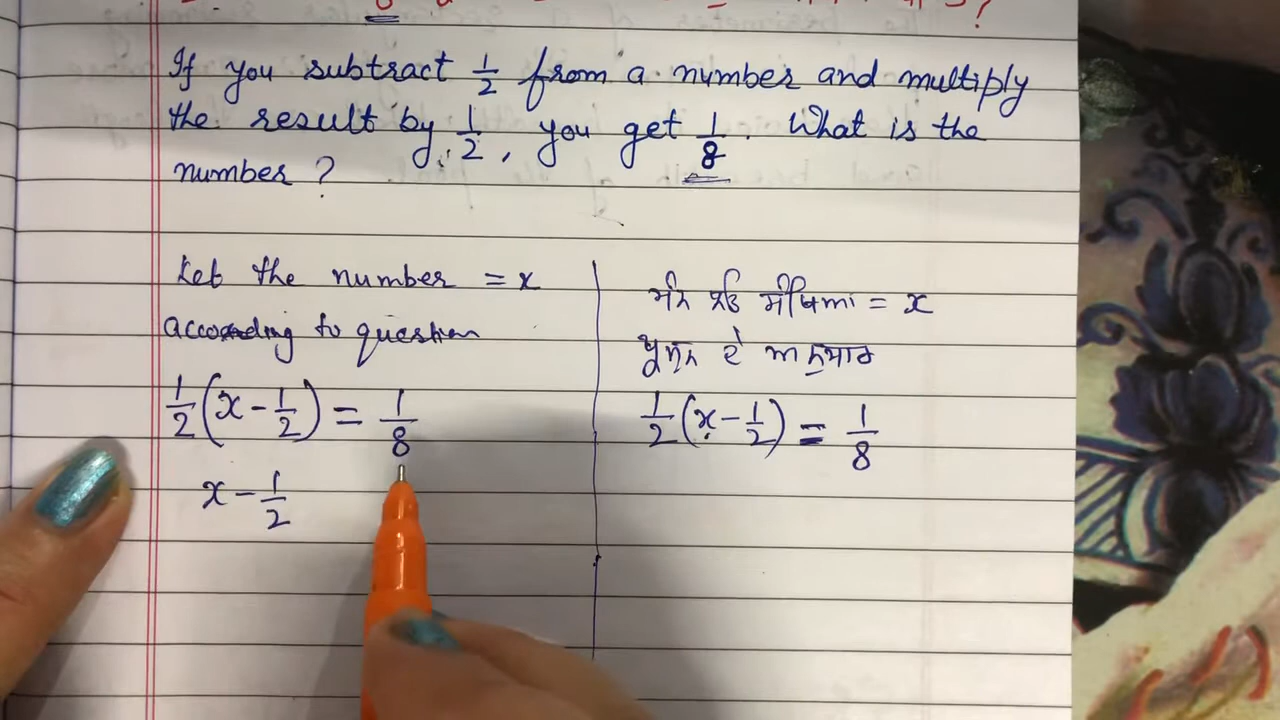 If you subtract 1/2 from a number and multiply
the result by 1/2, you get 1/8. What is the
number?
Let the number = x
according to question
1/2(x - 1/2) = 1/8
x - 1/2
ਮੰਨ ਲਓ ਸੰਖਿਆ = x
ਪ੍ਰਸ਼ਨ ਦੇ ਅਨੁਸਾਰ
1/2(x - 1/2) = 1/8